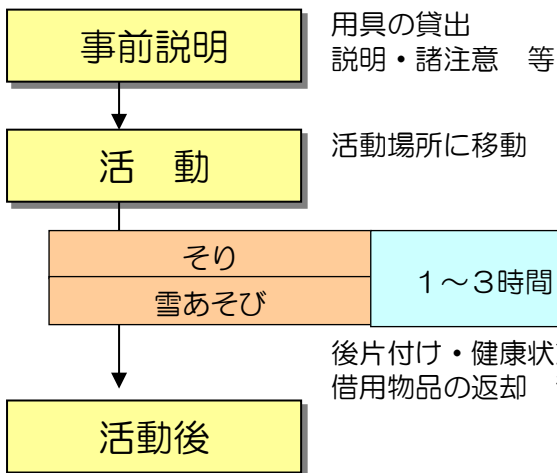 事前説明
用具の貸出
説明・諸注意　等
活　動
活動場所に移動
そり
雪あそび
１～３時間
後片付け・健康状
借用物品の返却
活動後